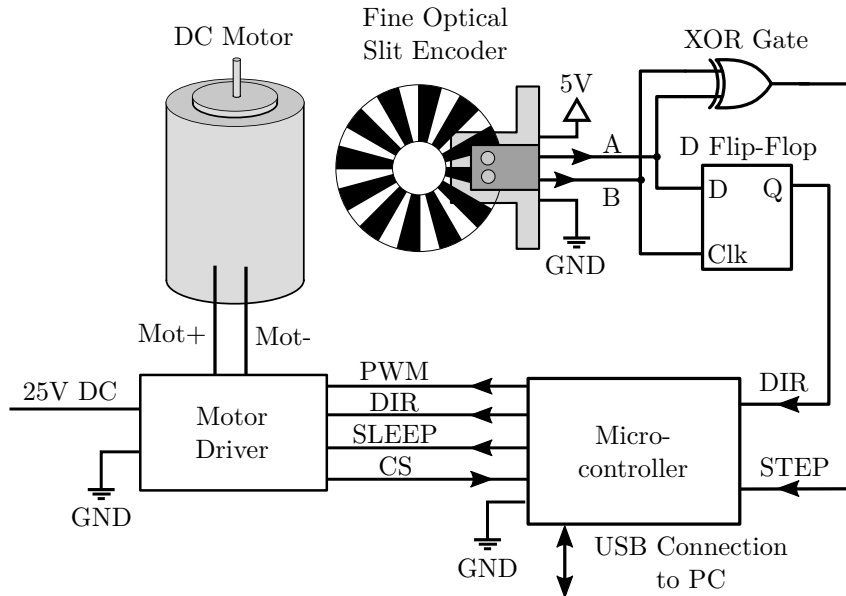 Fine Optical
Slit Encoder
DC Motor
XOR Gate
5V
A
B
D Flip-Flop
D
Q
Clk
GND
Mot+
Mot-
25V DC
Motor
Driver
GND
PWM
DIR
SLEEP
CS
Micro-
controller
DIR
STEP
GND
USB Connection
to PC